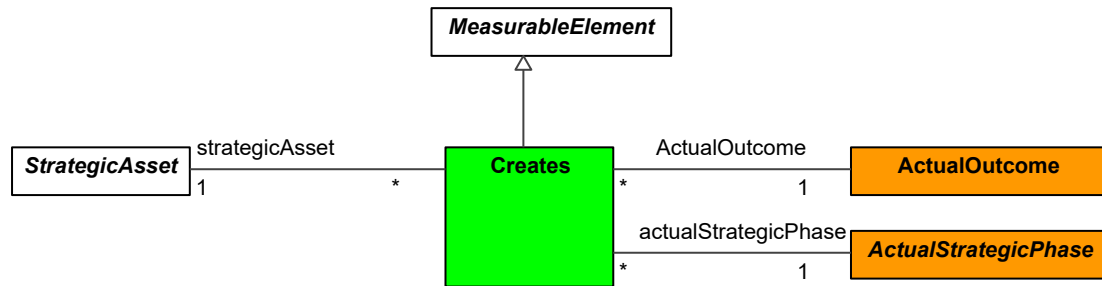 MeasurableElement
strategicAsset
StrategicAsset
1
*
Creates
ActualOutcome
*
1
ActualOutcome
actualStrategicPhase
*
1
ActualStrategicPhase